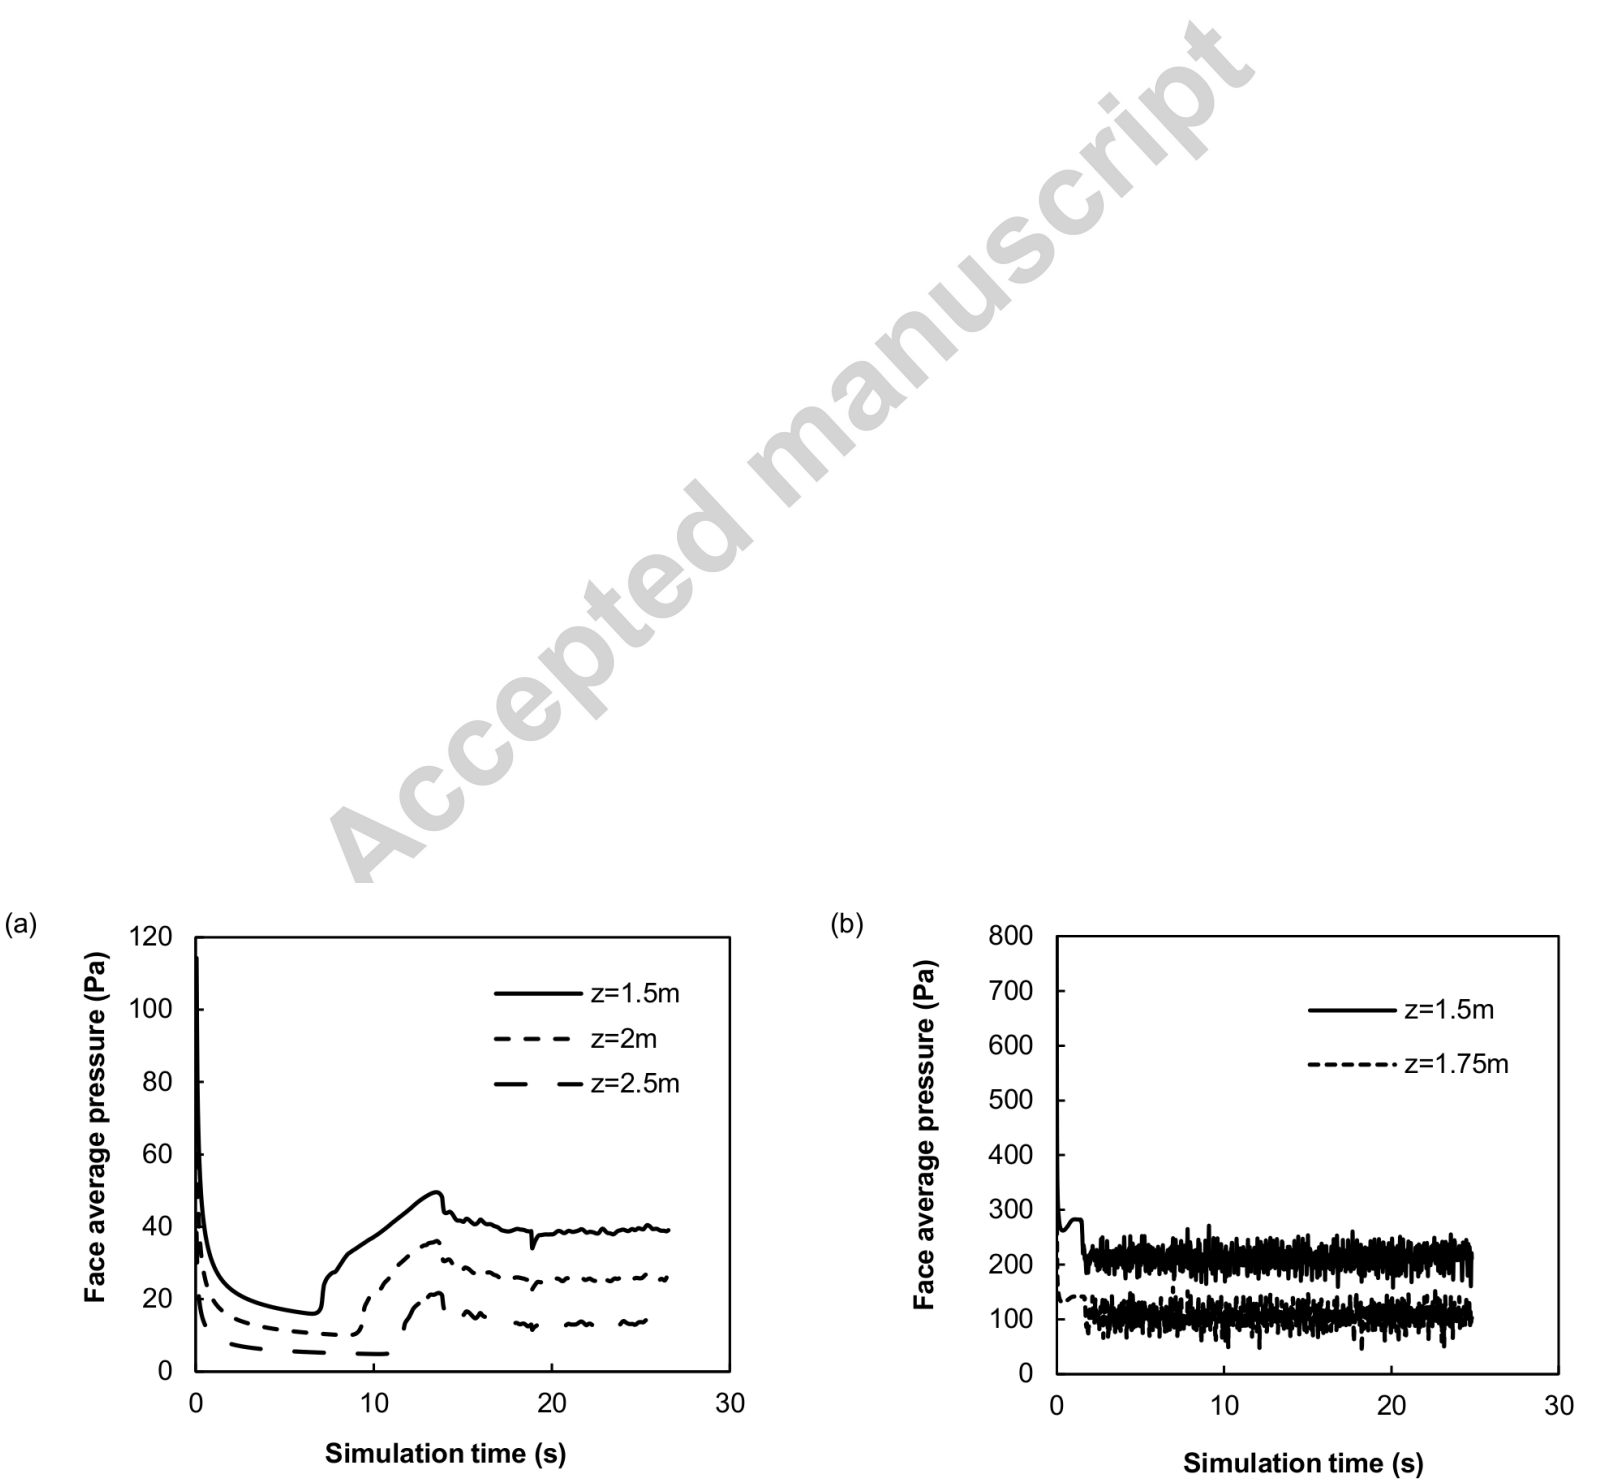 Accepted manuscript
(a)
Face average pressure (Pa)
120
100
80
60
40
20
0
z=1.5m
z=2m
z=2.5m
0 10 20 30
Simulation time (s)
(b)
Face average pressure (Pa)
800
700
600
500
400
300
200
100
0
z=1.5m
z=1.75m
0 10 20 30
Simulation time (s)